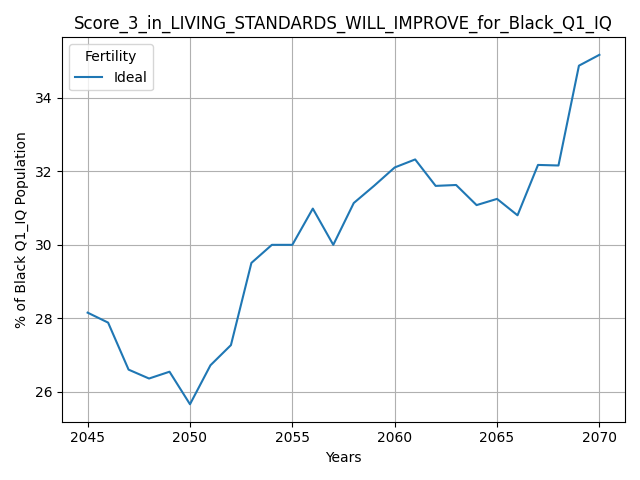 Score_3_in_LIVING_STANDARDS_WILL_IMPROVE_for_Black_Q1_IQ
Fertility
Ideal
% of Black Q1_IQ Population
34
32
30
28
26
2045
2050
2055
2060
2065
2070
Years